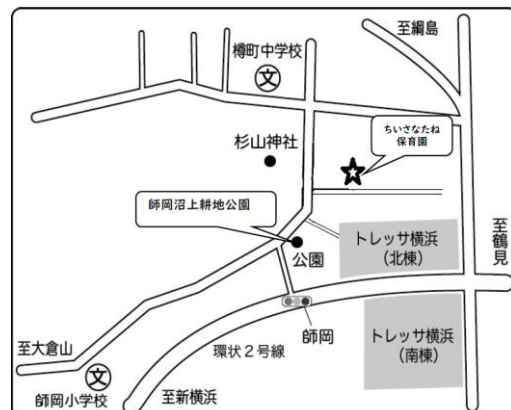 至綱島
樽町中学校
文
ちいさなたね
保育園
杉山神社
師岡沼上耕地公園
トレッサ横浜
(北棟)
至鶴見
公園
師岡
トレッサ横浜
(南棟)
環状2号線
至大倉山
文
師岡小学校
至新横浜